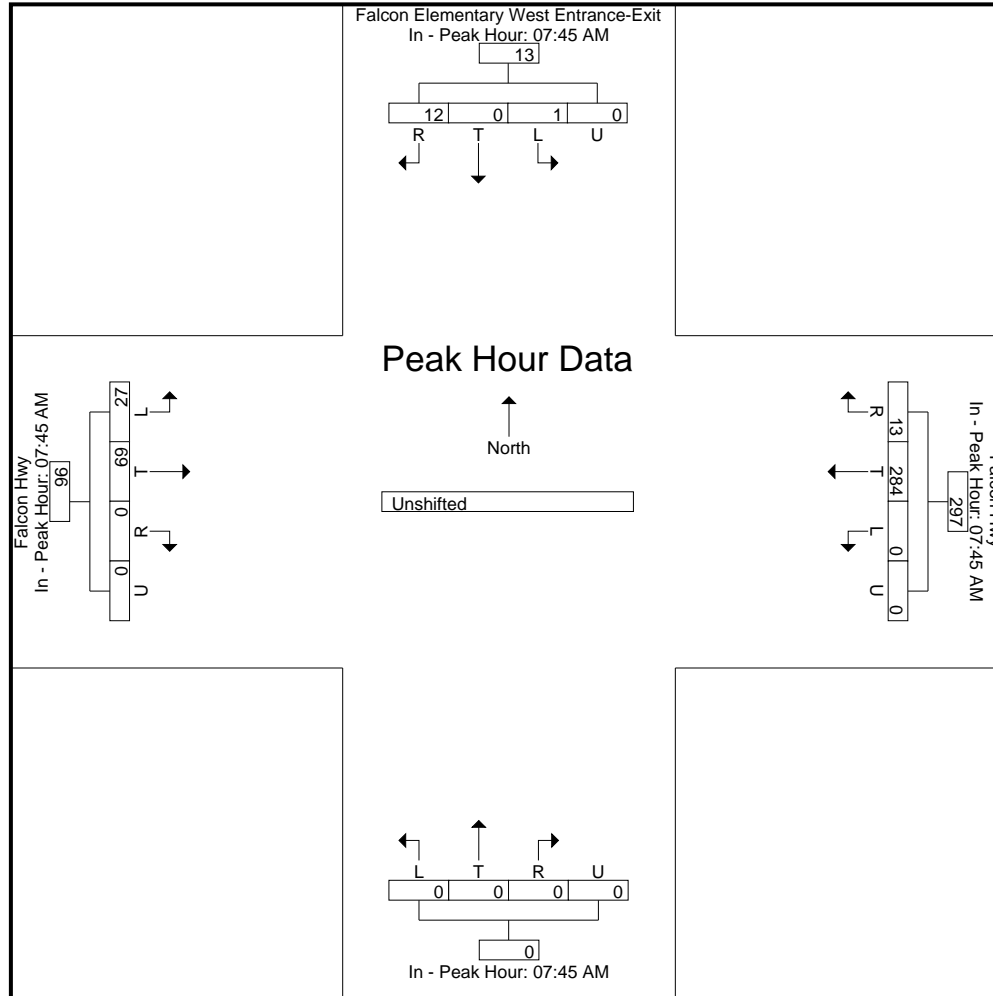 Falcon Elementary West Entrance-Exit
In - Peak Hour: 07:45 AM
13
12 0 1 0
R T L U
Peak Hour Data
North
Unshifted
Falcon Hwy
In - Peak Hour: 07:45 AM
96
27 69 0 0
L T R U
Falcon Hwy
In - Peak Hour: 07:45 AM
297
13 284 0 0
R T L U
L T R U
0 0 0 0
0
In - Peak Hour: 07:45 AM